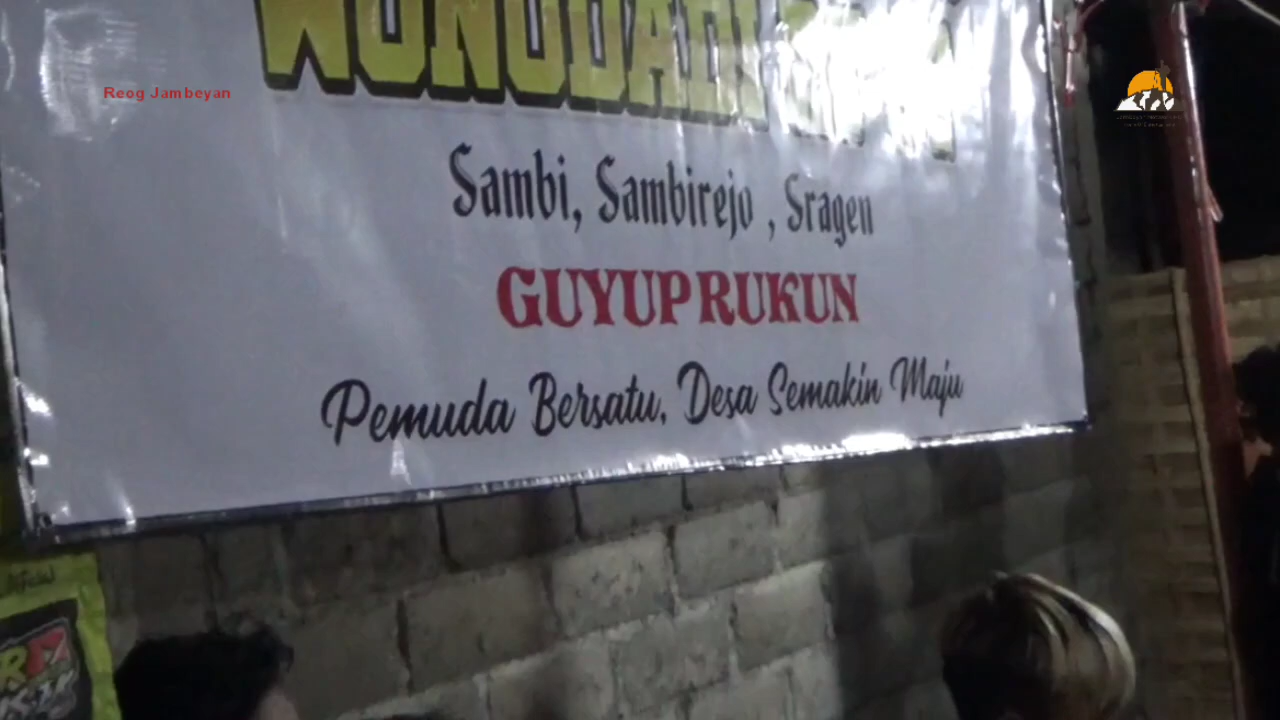 Reog Jambeyan
Sambi, Sambirejo , Sragen
GUYUP RUKUN
Pemuda Bersatu, Desa Semakin Maju